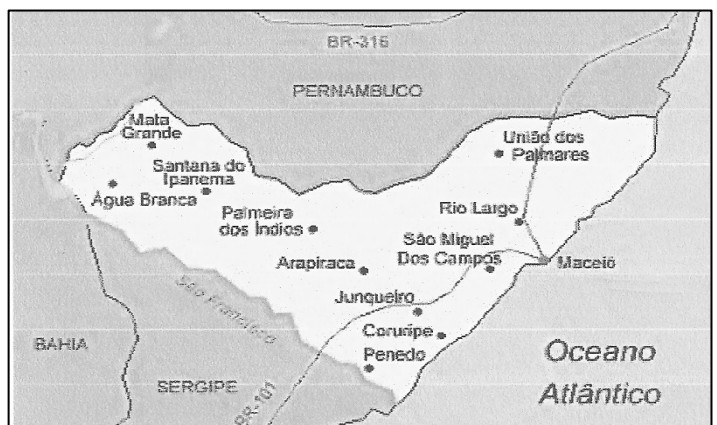 BR-316
PERNAMBUCO
Mata
Grande
União dos
Palmares
Santana do
Ipanema
Água Branca
Palmeira
dos Índios
Rio Largo
São Miguel
Dos Campos
Maceió
Arapiraca
Junqueiro
São Francisco
Coruripe
BAHIA
Penedo
Oceano
Atlântico
SERGIPE
BR-101